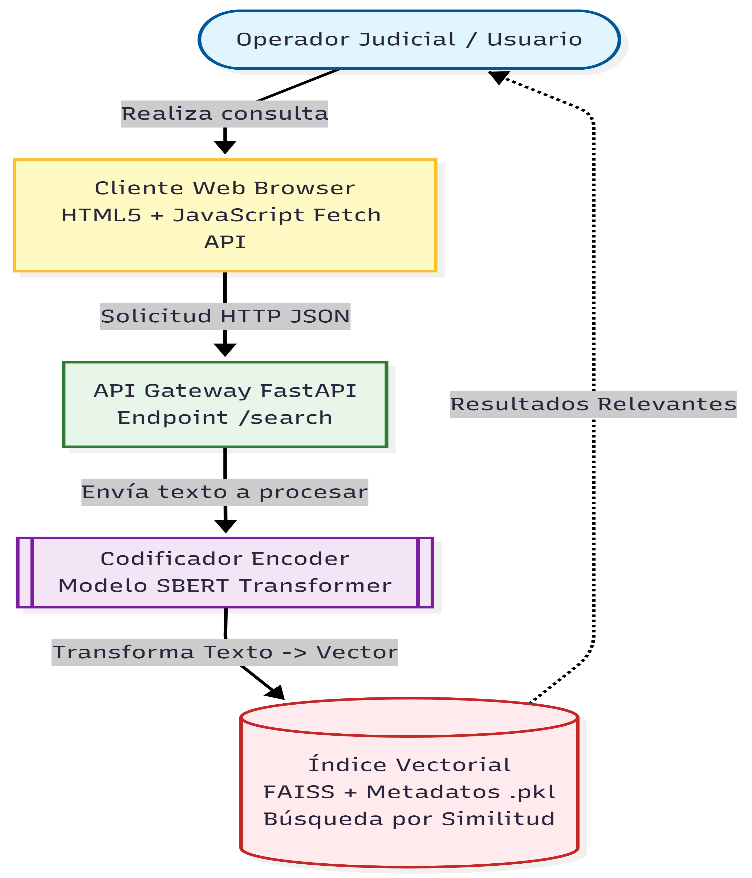 Operador Judicial / Usuario
Realiza consulta
Cliente Web Browser
HTML5 + JavaScript Fetch
API
Solicitud HTTP JSON
API Gateway FastAPI
Endpoint /search
Resultados Relevantes
Envía texto a procesar
Codificador Encoder
Modelo SBERT Transformer
Transforma Texto -> Vector
Índice Vectorial
FAISS + Metadatos .pkl
Búsqueda por Similitud